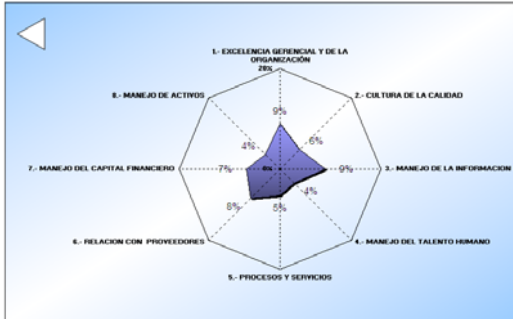 1.- EXCELENCIA GERENCIAL Y DE LA
ORGANIZACIÓN
20%
8.- MANEJO DE ACTIVOS
2.- CULTURA DE LA CALIDAD
9%
4%
6%
7.- MANEJO DEL CAPITAL FINANCIERO
7%
0%
9%
3.- MANEJO DE LA INFORMACION
8%
5%
4%
6.- RELACION CON PROVEEDORES
4.- MANEJO DEL TALENTO HUMANO
5.- PROCESOS Y SERVICIOS